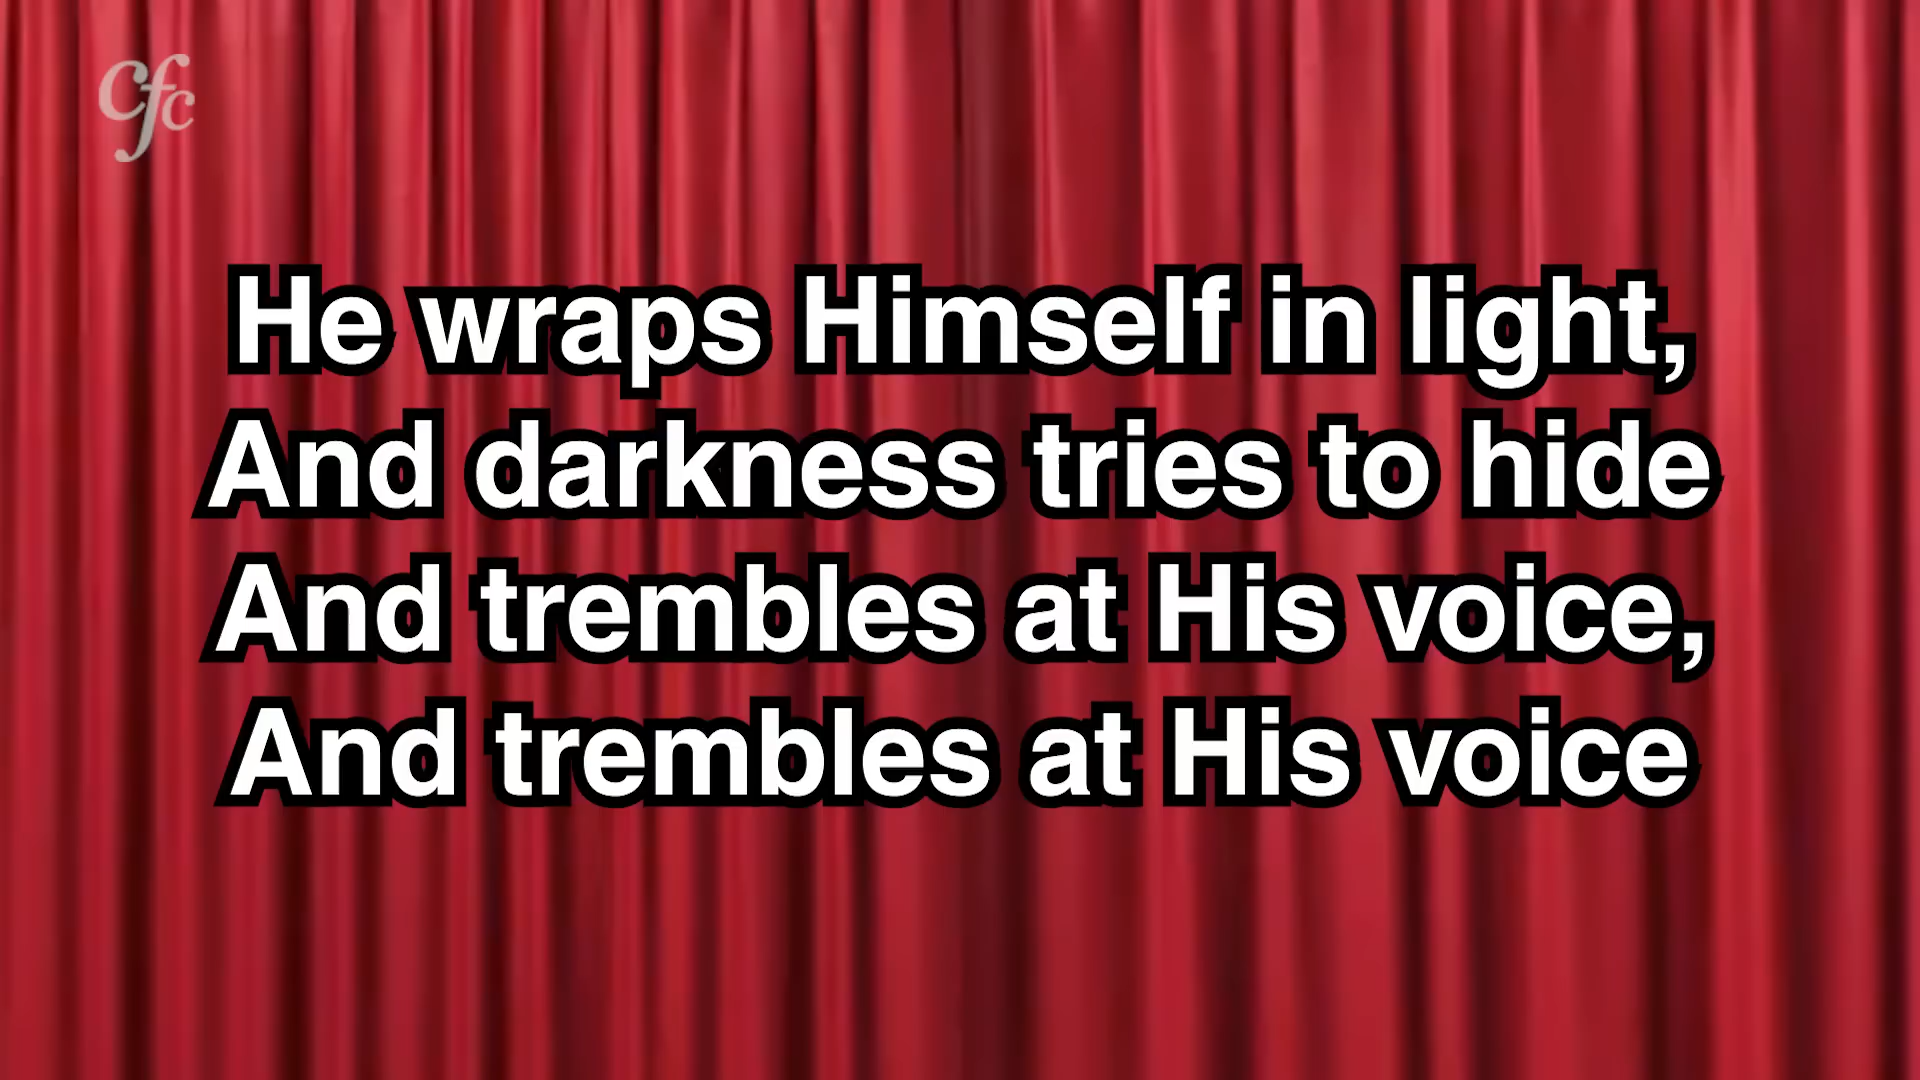 cfc
He wraps Himself in light,
And darkness tries to hide
And trembles at His voice,
And trembles at His voice